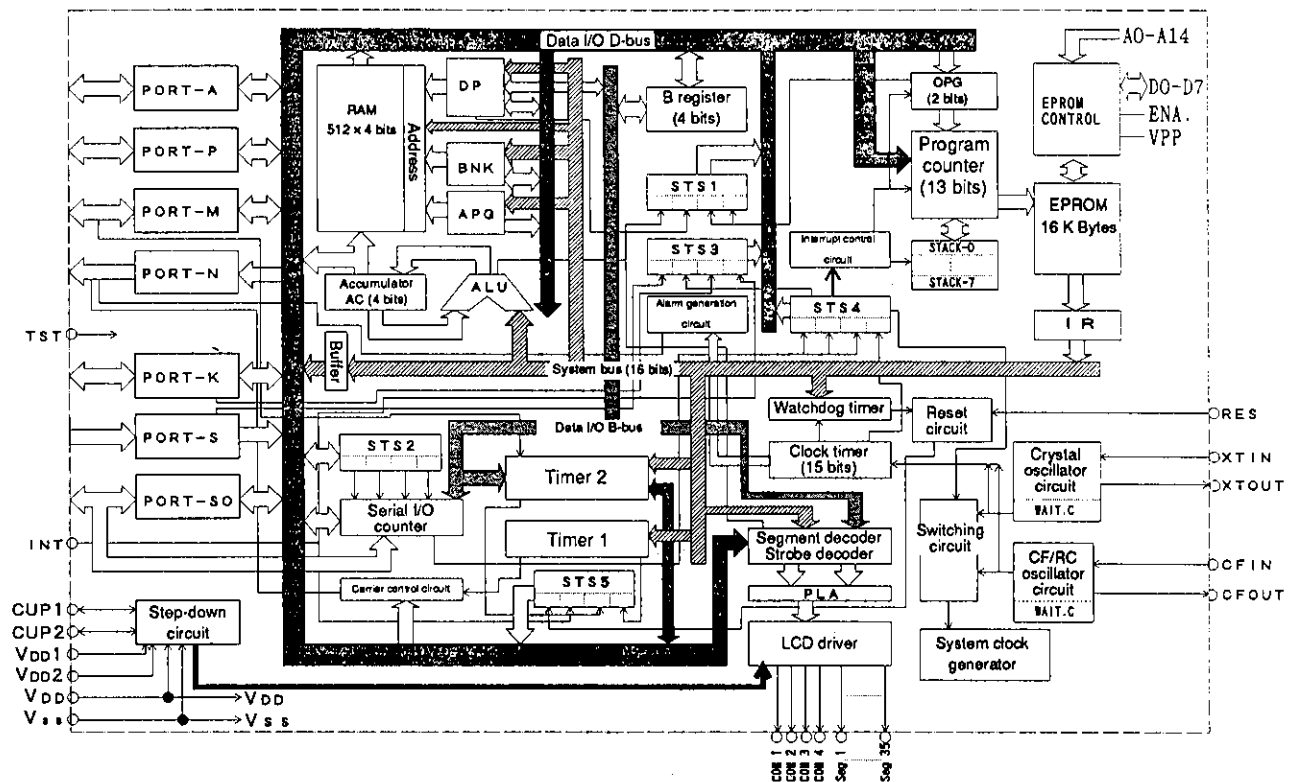 Data I/O D-bus
A0-A14
PORT-A
PORT-P
PORT-M
PORT-N
TST
PORT-K
PORT-S
PORT-SO
INT
CUP1
CUP2
VDD1
VDD2
VDD
Vss
Step-down
circuit
VDD
VSS
RAM
512 × 4 bits
Address
DP
BNK
APG
Accumulator
AC (4 bits)
ALU
Buffer
System bus (16 bits)
Data I/O B-bus
B register
(4 bits)
STS1
STS3
Alarm generation
circuit
OPG
(2 bits)
Program
counter
(13 bits)
Interrupt control
circuit
STACK-0
STACK-7
STS4
EPROM
CONTROL
D0-D7
ENA.
VPP
EPROM
16 K Bytes
IR
Watchdog timer
Reset
circuit
Clock timer
(15 bits)
RES
XTIN
XTOUT
Crystal
oscillator
circuit
WAIT.C
Switching
circuit
CF/RC
oscillator
circuit
WAIT.C
CFIN
CFOUT
System clock
generator
STS2
Serial I/O
counter
Timer 2
Timer 1
STS5
Carrier control circuit
Segment decoder
Strobe decoder
PLA
LCD driver
COM 1
COM 2
COM 3
COM 4
Seg 1
Seg 35